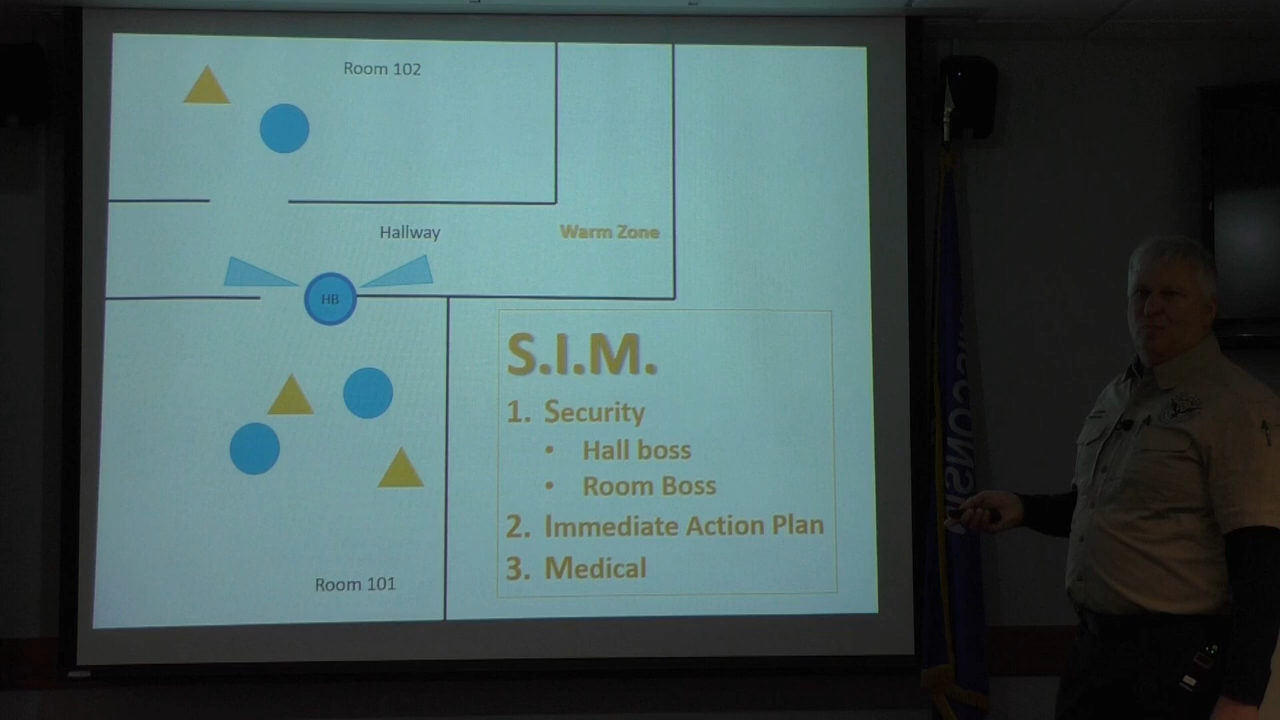 Room 102
Hallway
Warm Zone
HB
S.I.M.
1. Security
• Hall boss
• Room Boss
2. Immediate Action Plan
3. Medical
Room 101
WISCONSIN